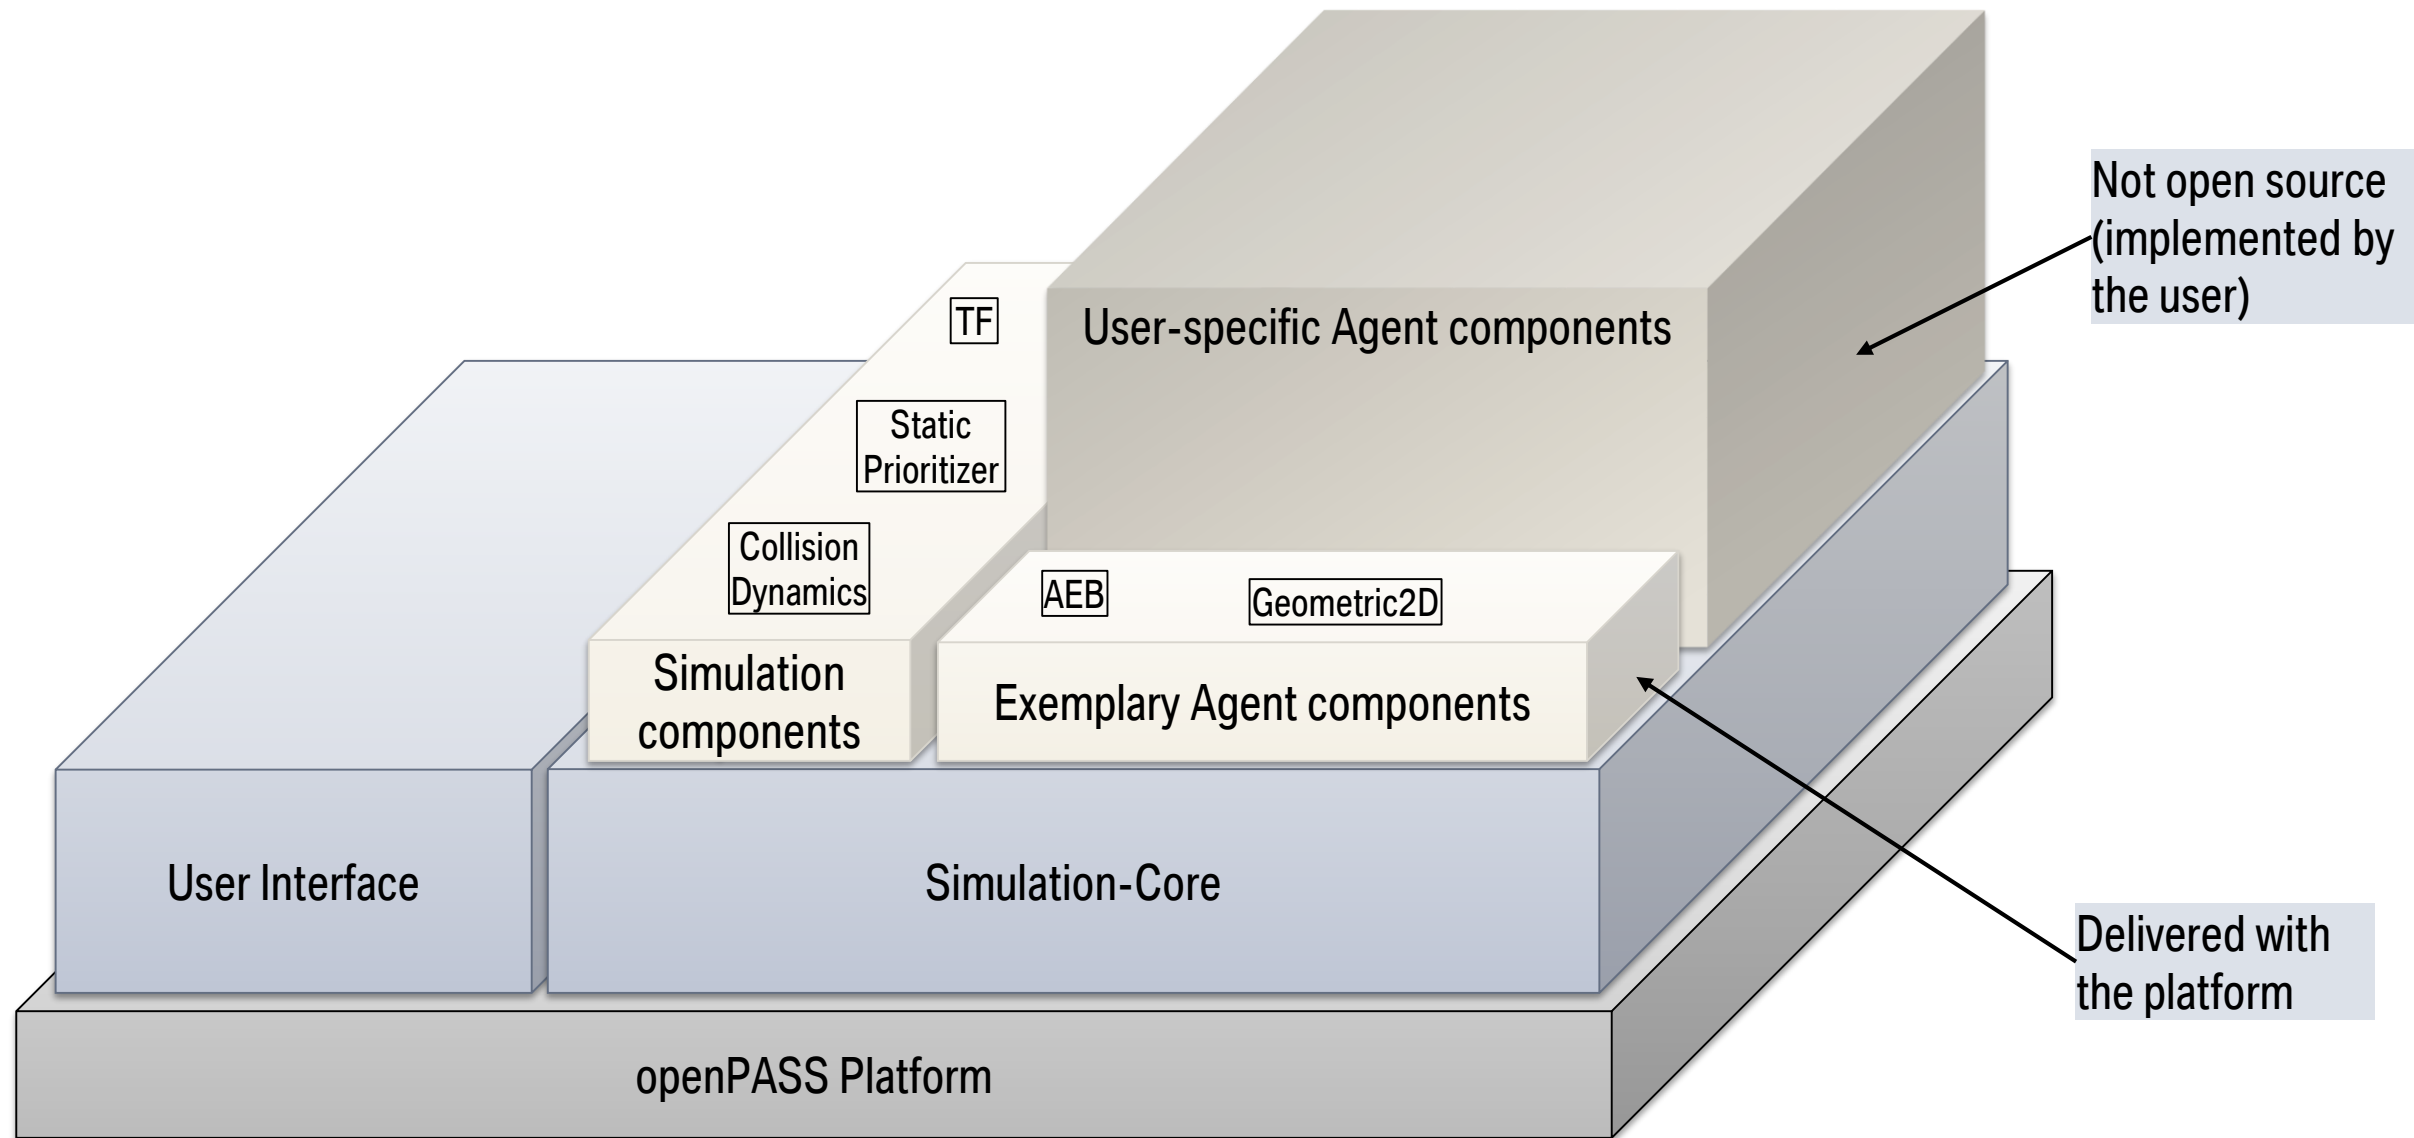 TF
User-specific Agent components
Not open source
(implemented by
the user)
Static
Prioritizer
Collision
Dynamics
AEB
Geometric2D
Simulation
components
Exemplary Agent components
User Interface
Simulation-Core
Delivered with
the platform
openPASS Platform